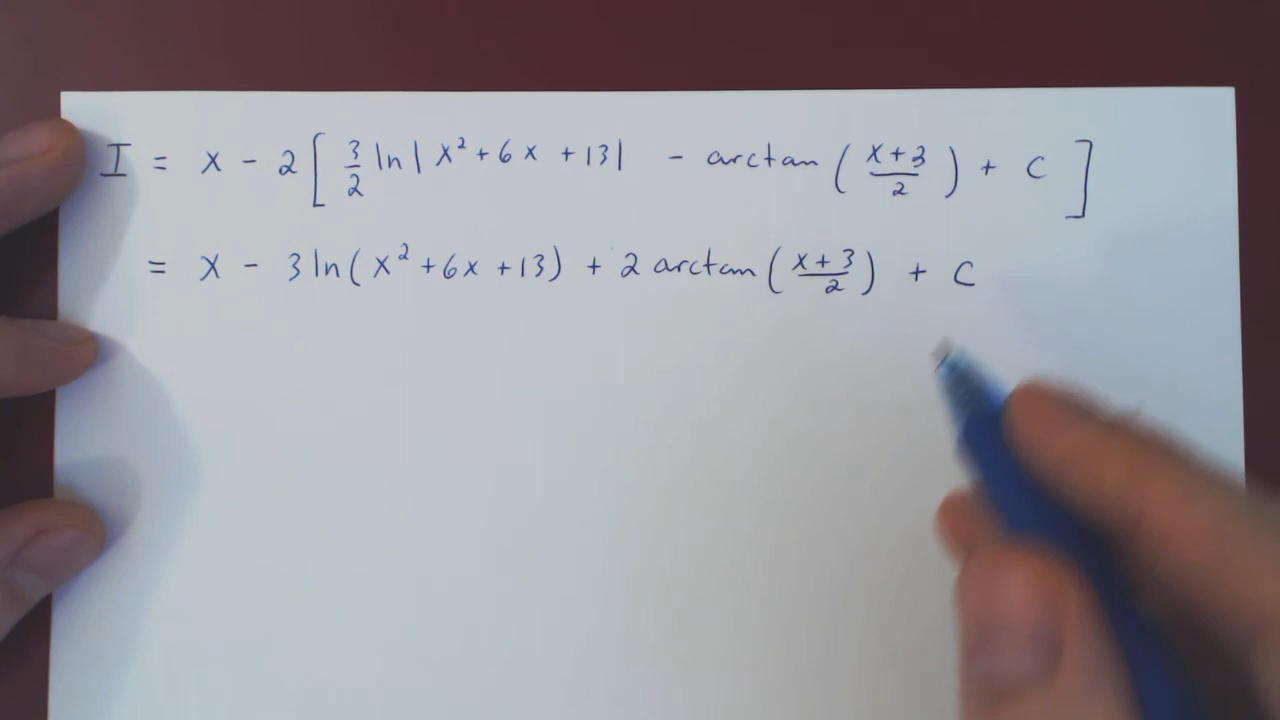 I = x - 2 [ 3/2 ln | x² + 6x + 13 | - arctan ( (x+3)/2 ) + C ]
= x - 3 ln ( x² + 6x + 13 ) + 2 arctan ( (x+3)/2 ) + C